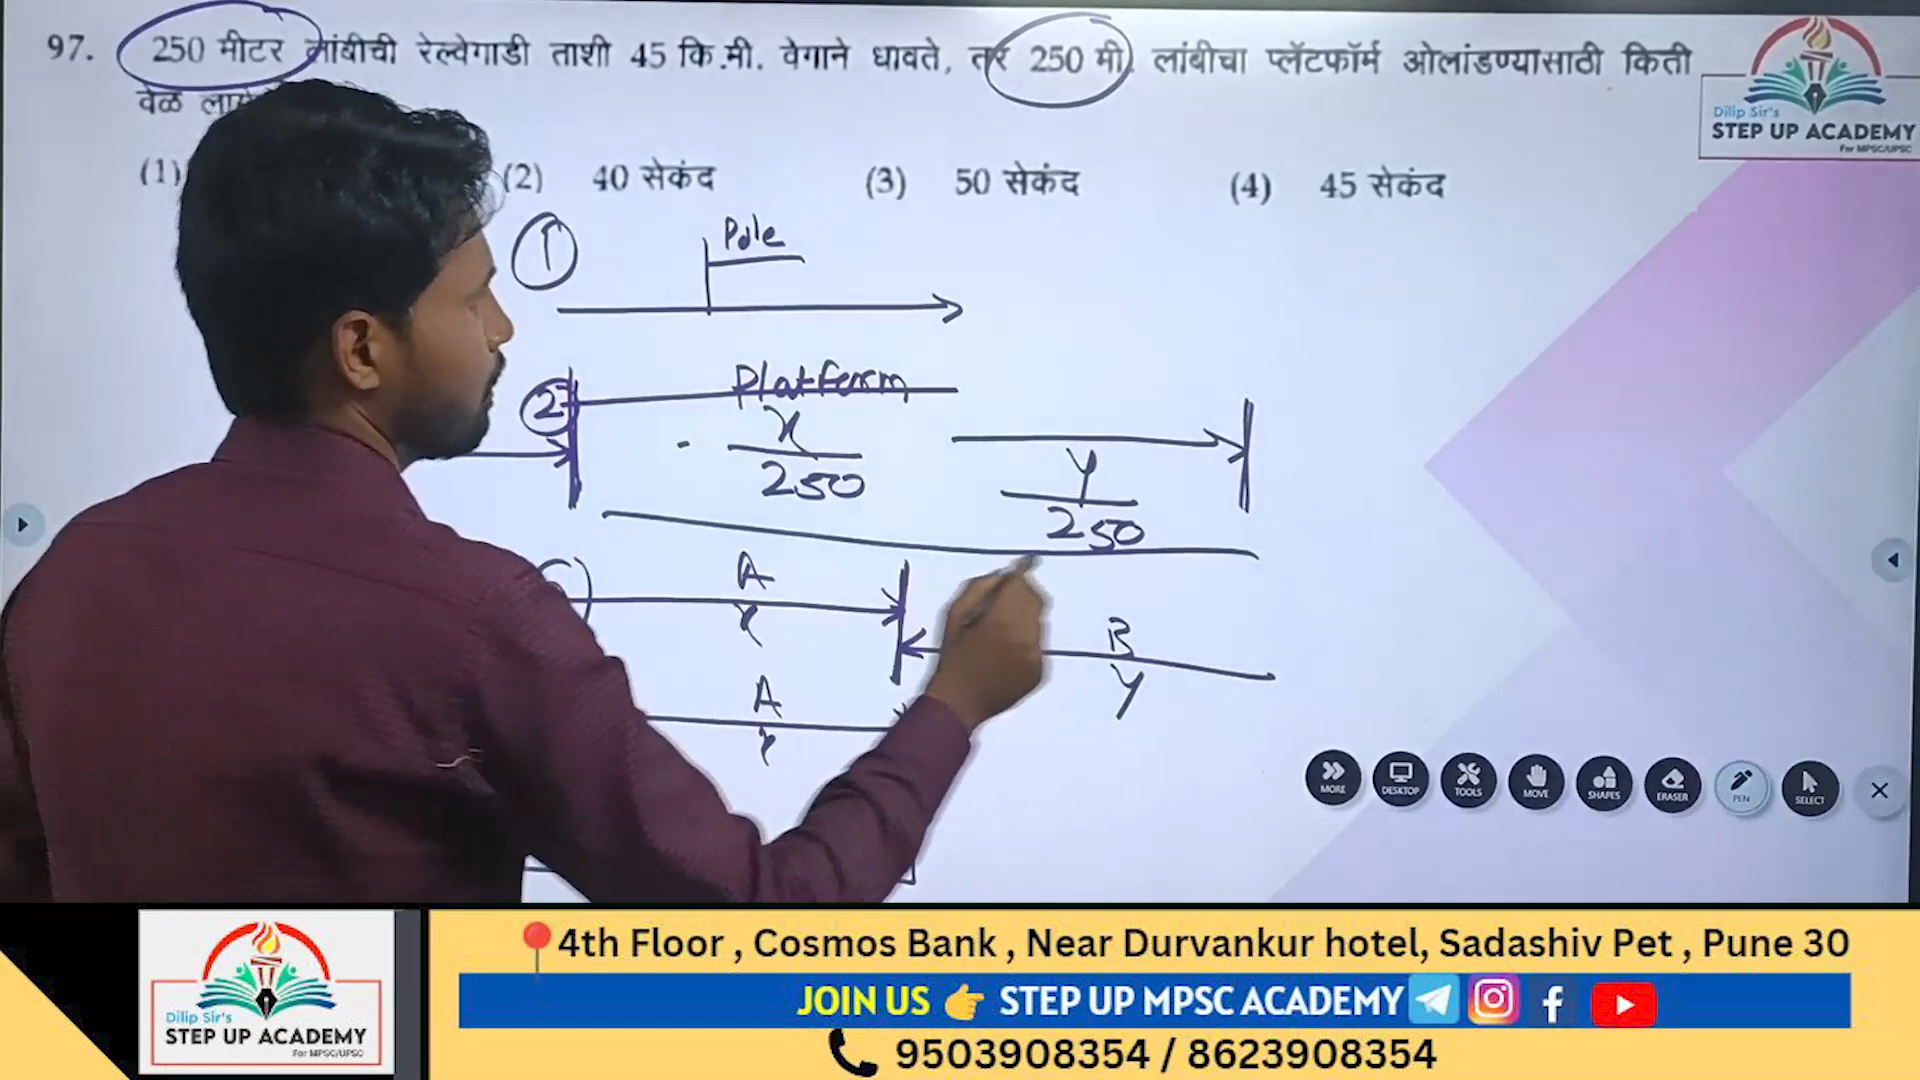 97. 250 मीटर लांबीची रेल्वेगाडी ताशी 45 कि.मी. वेगाने धावते, तर 250 मी. लांबीचा प्लॅटफॉर्म ओलांडण्यासाठी किती
वेळ
(1) (2) 40 सेकंद (3) 50 सेकंद (4) 45 सेकंद
Dilip Sir's
STEP UP ACADEMY
For MPSC/UPSC
1 Pole
2 Platform
x
250
y
250
A
x
B
y
A
x
MORE DESKTOP TOOLS MOVE SHAPES ERASER PEN SELECT
Dilip Sir's
STEP UP ACADEMY
For MPSC/UPSC
4th Floor , Cosmos Bank , Near Durvankur hotel, Sadashiv Pet , Pune 30
JOIN US 👉 STEP UP MPSC ACADEMY
9503908354 / 8623908354